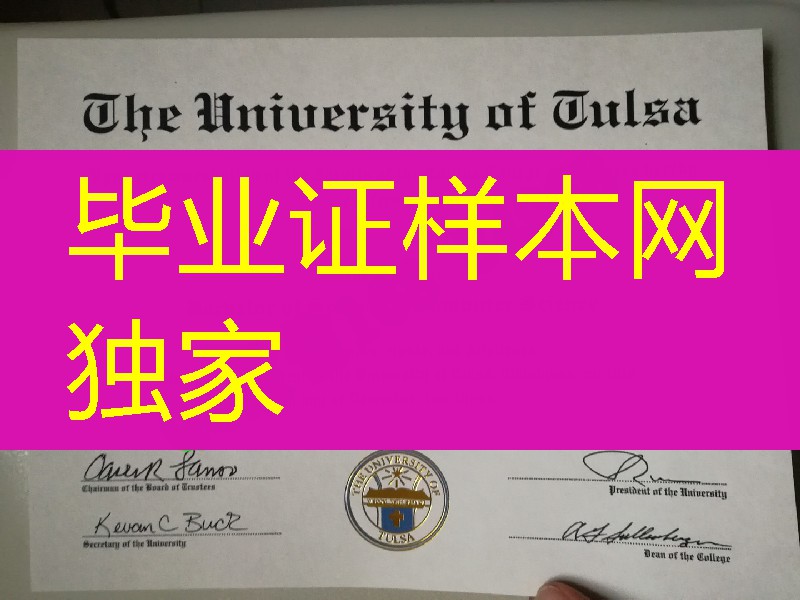 The University of Tulsa
毕业证样本网
独家
Chairman of the Board of Trustees
Kevan C Buck
Secretary of the University
THE UNIVERSITY OF
TULSA
President of the University
Dean of the College